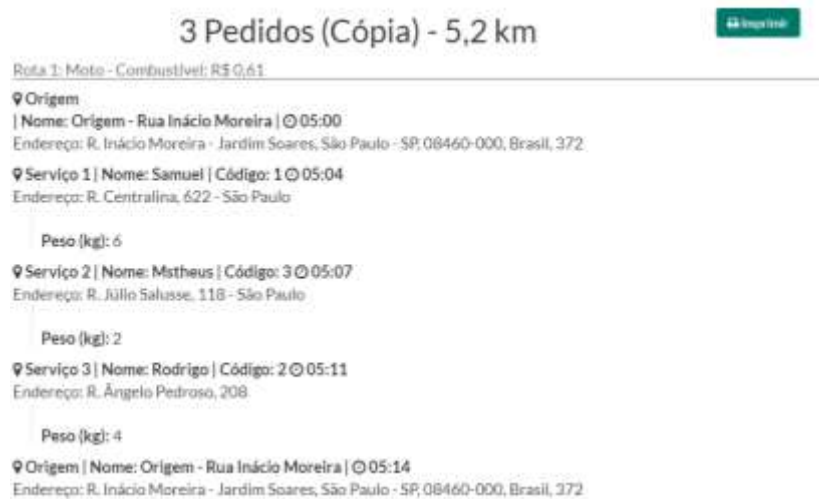 3 Pedidos (Cópia) - 5,2 km
Imprimir
Rota 1: Moto - Combustível: R$ 0,61
Origem
| Nome: Origem - Rua Inácio Moreira | 05:00
Endereço: R. Inácio Moreira - Jardim Soares, São Paulo - SP, 08460-000, Brasil, 372
Serviço 1 | Nome: Samuel | Código: 1 05:04
Endereço: R. Centralina, 622 - São Paulo
Peso (kg): 6
Serviço 2 | Nome: Mstheus | Código: 3 05:07
Endereço: R. Júlio Salusse, 118 - São Paulo
Peso (kg): 2
Serviço 3 | Nome: Rodrigo | Código: 2 05:11
Endereço: R. Ângelo Pedroso, 208
Peso (kg): 4
Origem | Nome: Origem - Rua Inácio Moreira | 05:14
Endereço: R. Inácio Moreira - Jardim Soares, São Paulo - SP, 08460-000, Brasil, 372